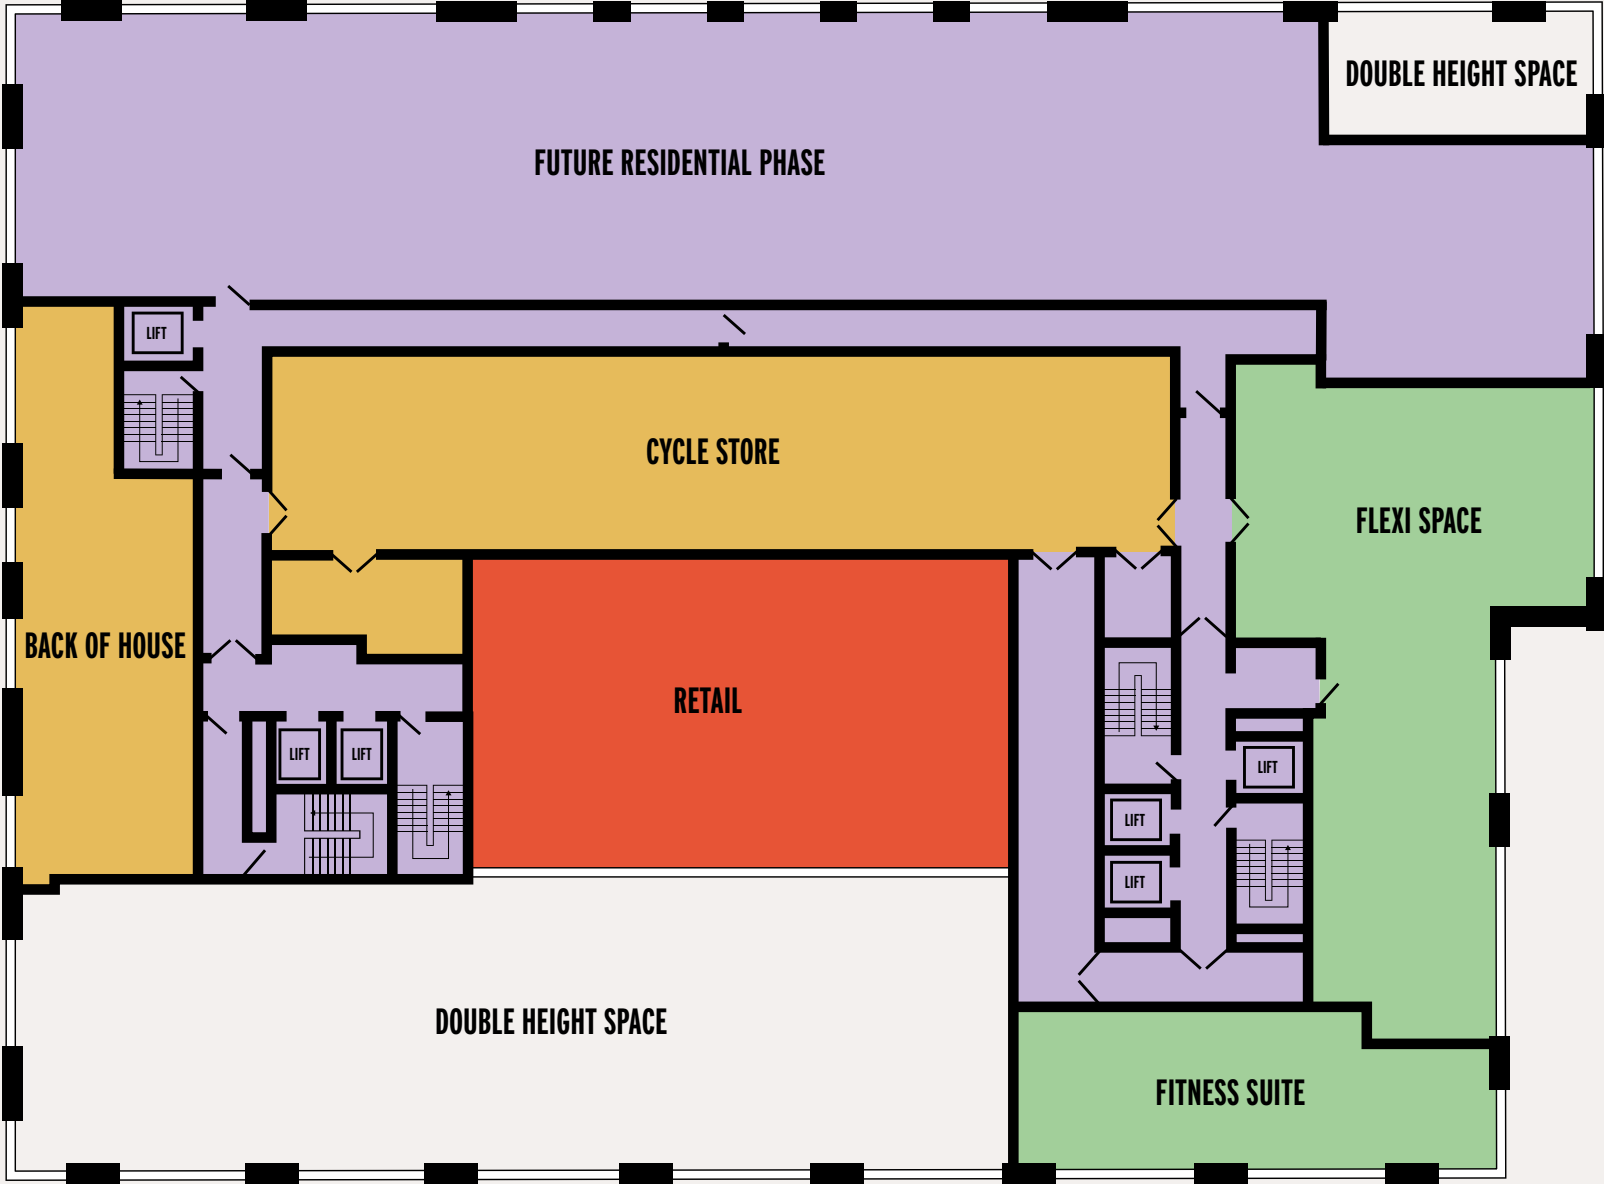 DOUBLE HEIGHT SPACE
FUTURE RESIDENTIAL PHASE
LIFT
CYCLE STORE
FLEXI SPACE
BACK OF HOUSE
RETAIL
LIFT
LIFT
LIFT
LIFT
LIFT
DOUBLE HEIGHT SPACE
FITNESS SUITE